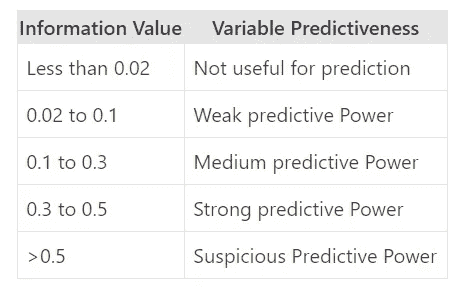 Information Value Variable Predictiveness
Less than 0.02 Not useful for prediction
0.02 to 0.1 Weak predictive Power
0.1 to 0.3 Medium predictive Power
0.3 to 0.5 Strong predictive Power
>0.5 Suspicious Predictive Power